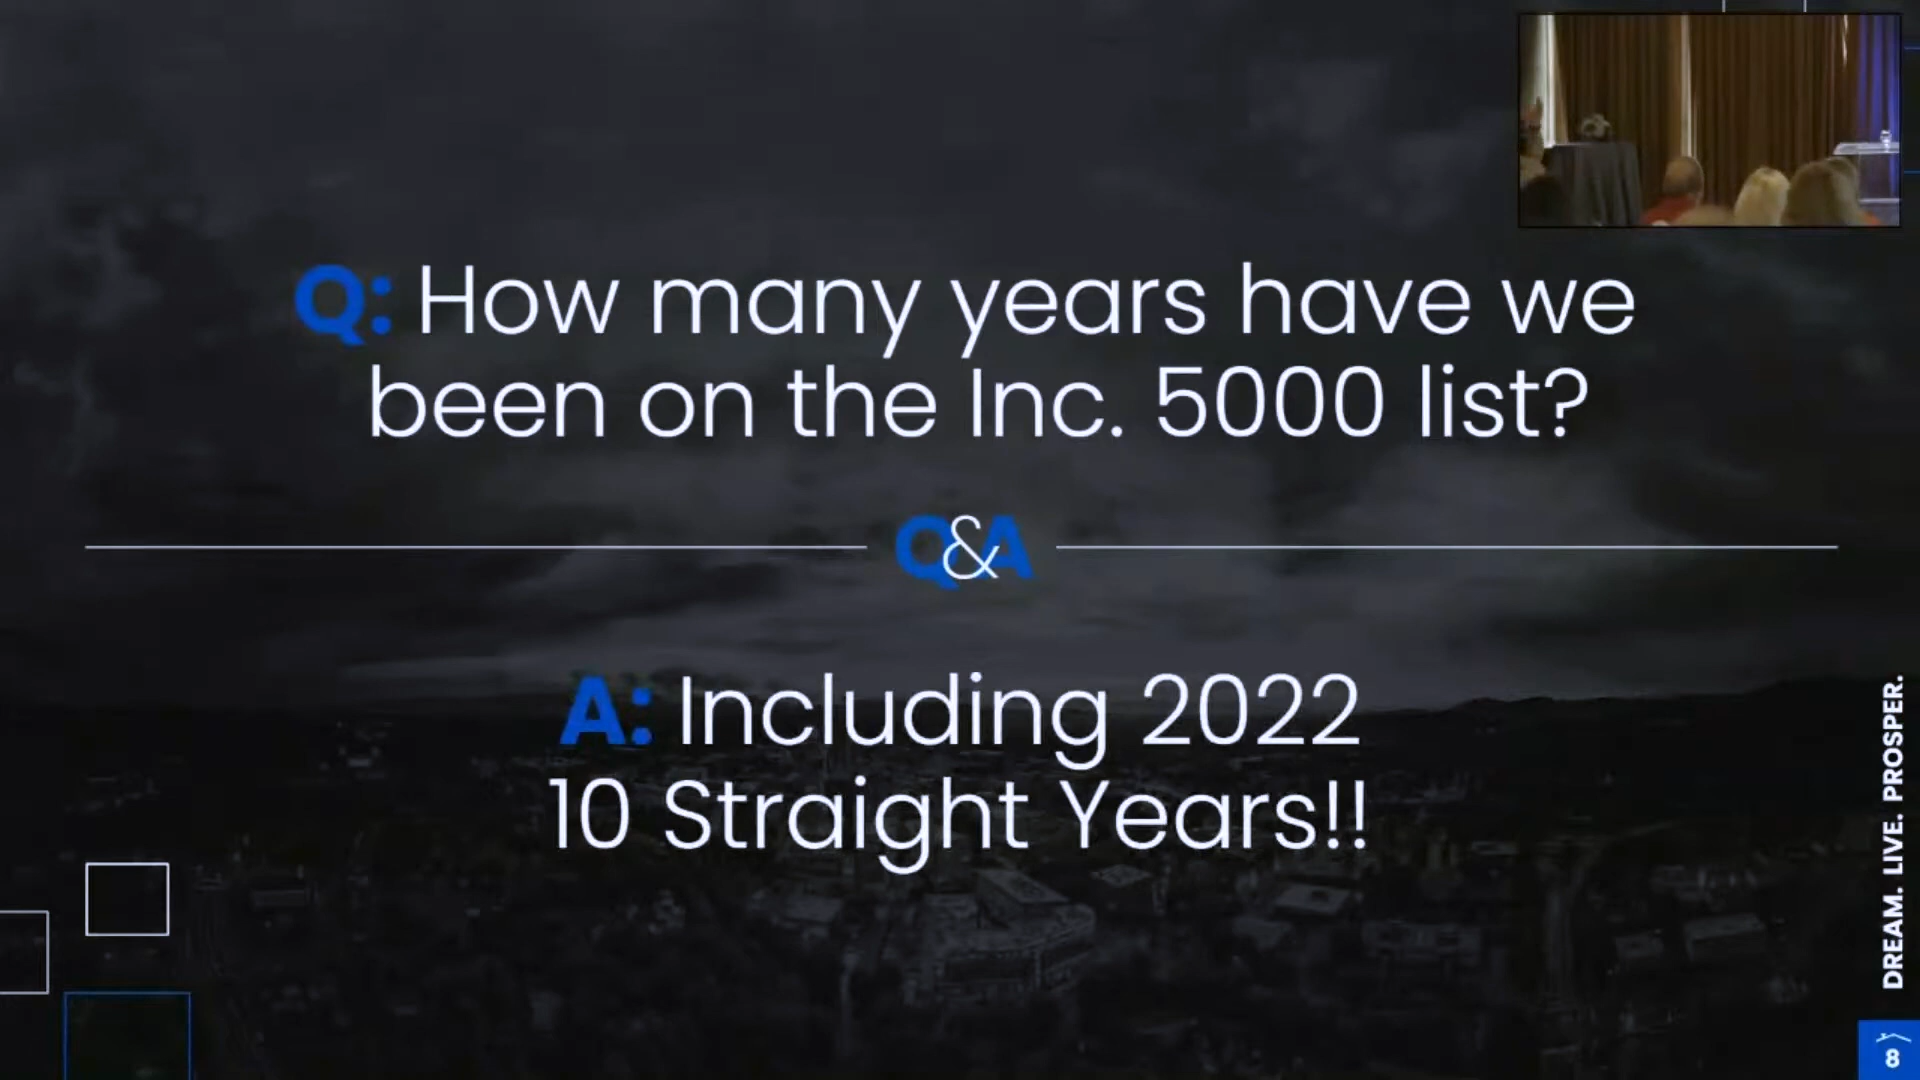 Q: How many years have we
been on the Inc. 5000 list?
Q&A
A: Including 2022
10 Straight Years!!
DREAM. LIVE. PROSPER.
8